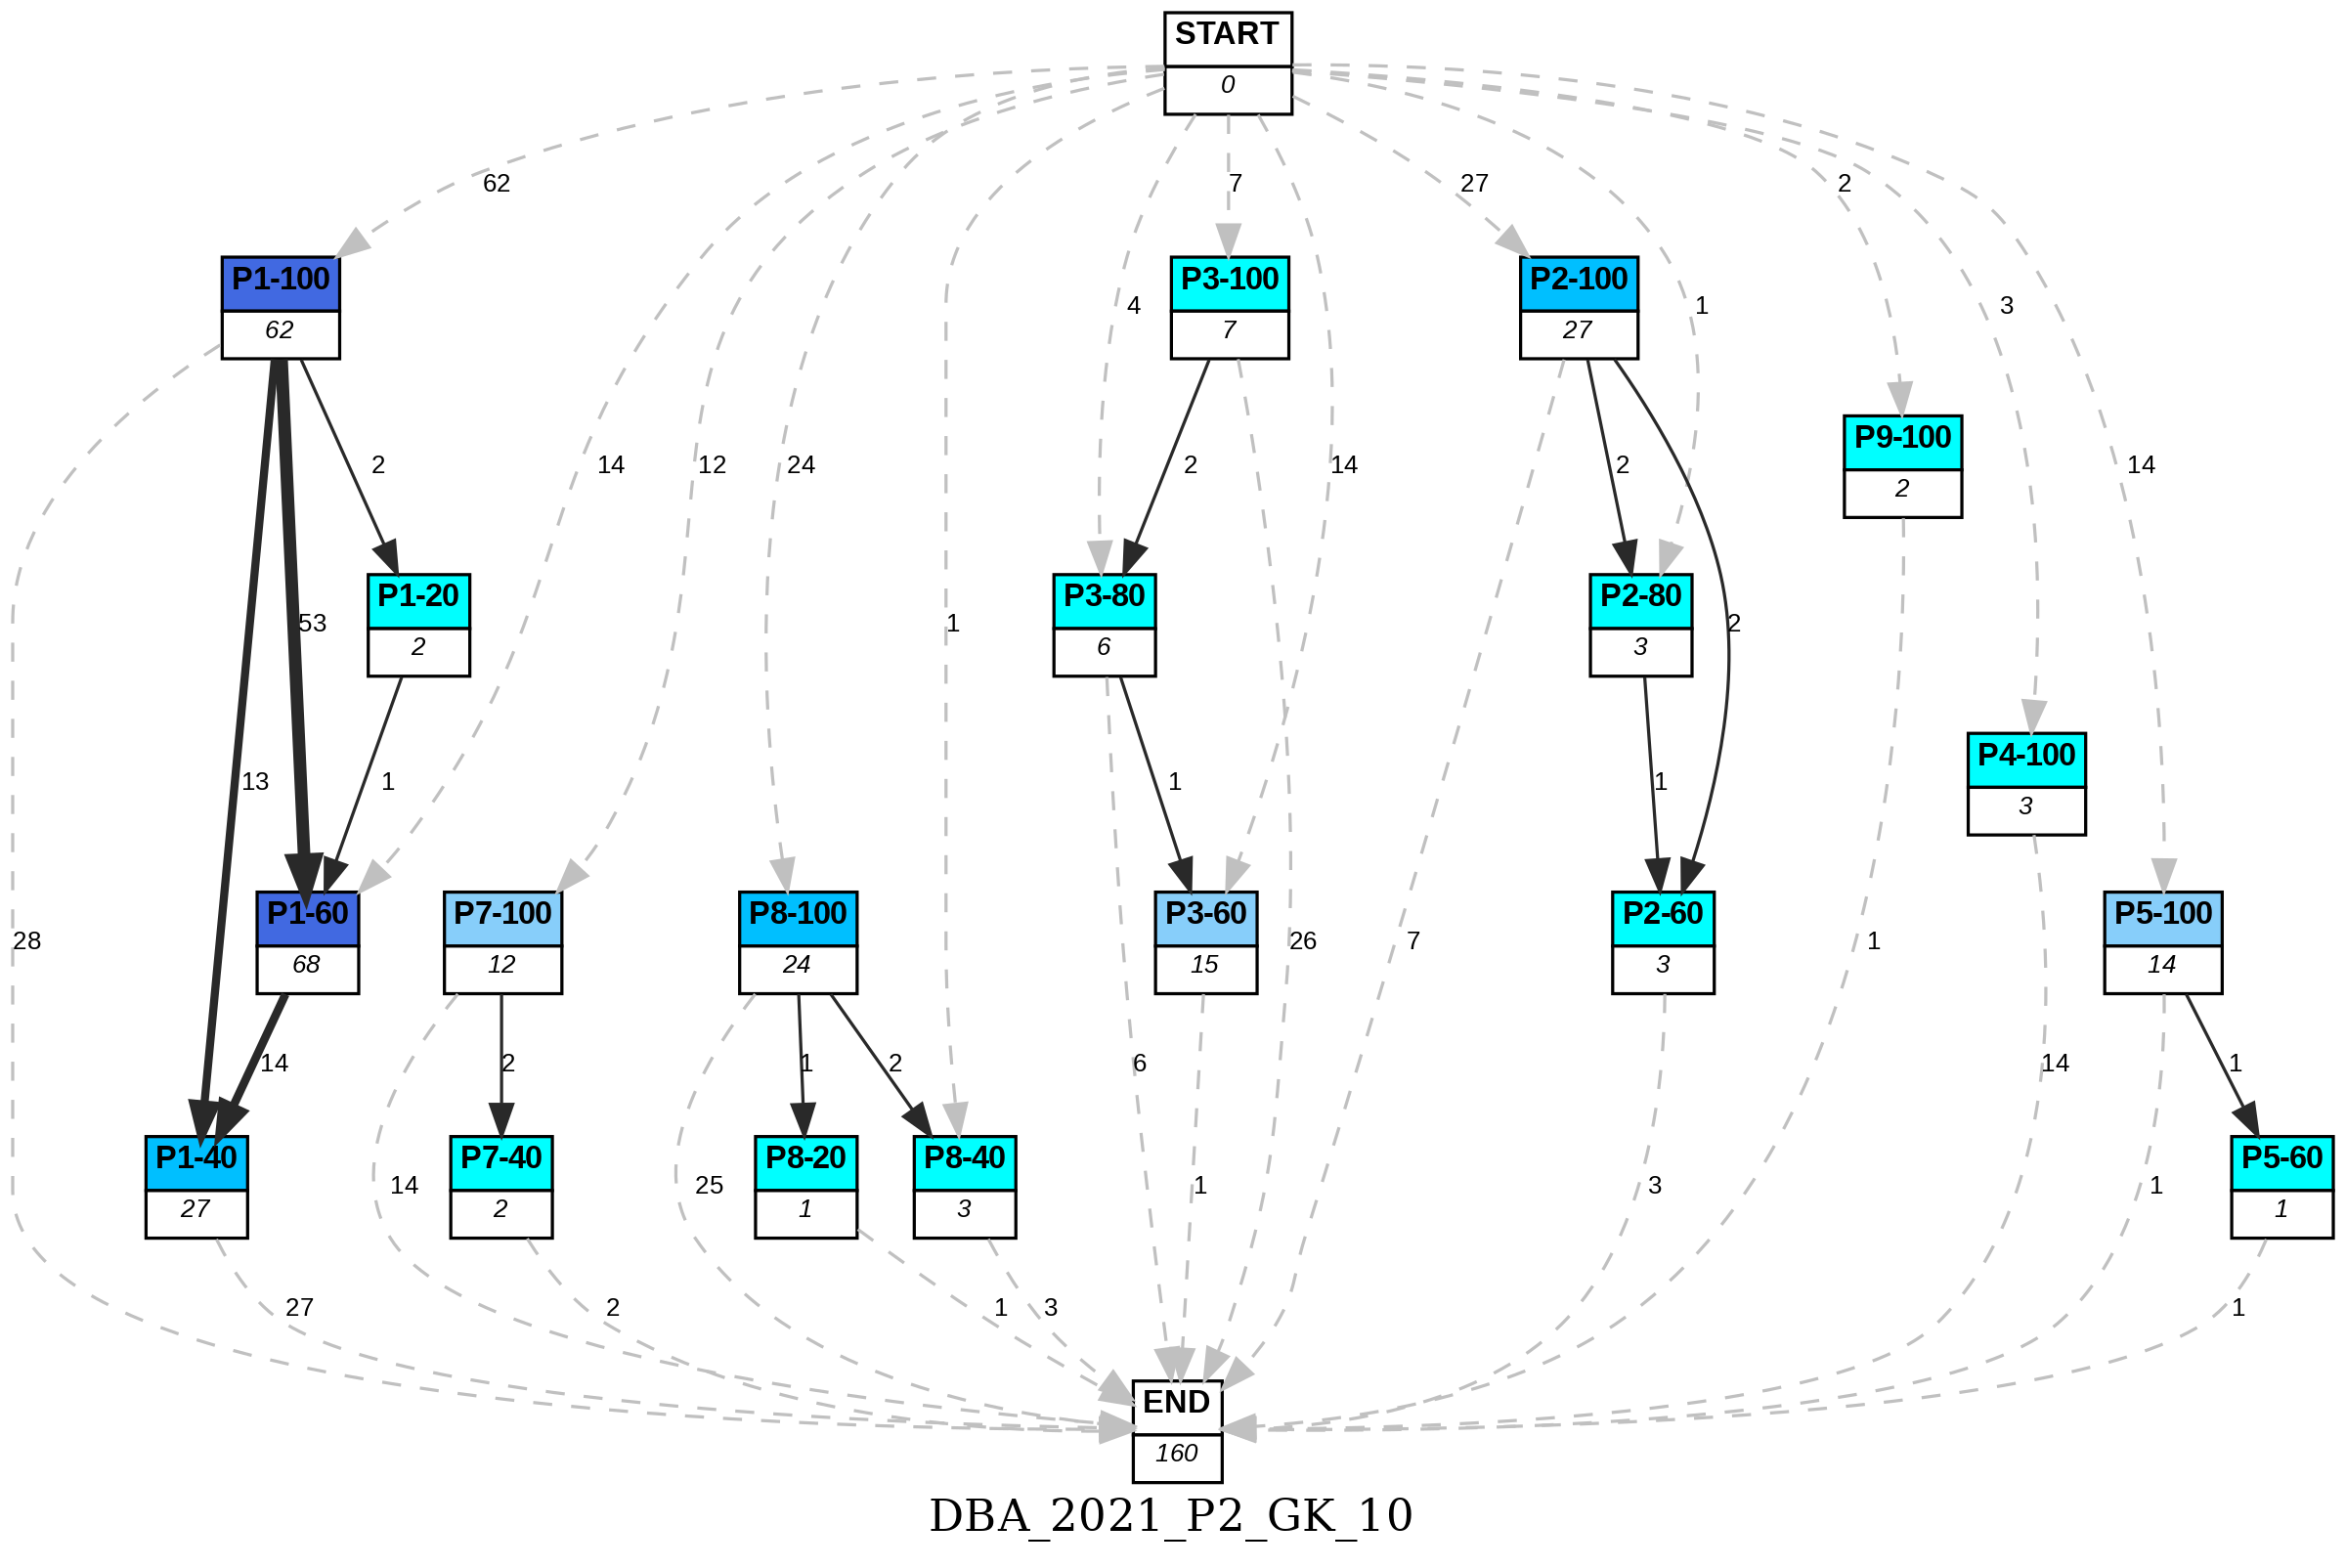 START
0
62
7
27
2
P1-100
62
P3-100
7
P2-100
27
4
1
3
P9-100
2
2
14
12
24
2
14
2
14
P1-20
2
P3-80
6
P2-80
3
53
1
2
P4-100
3
13
1
1
1
P1-60
68
P7-100
12
P8-100
24
P3-60
15
P2-60
3
P5-100
14
28
26
7
1
14
2
1
2
6
14
1
P1-40
27
P7-40
2
P8-20
1
P8-40
3
P5-60
1
14
25
1
3
1
27
2
1
3
1
END
160
DBA_2021_P2_GK_10